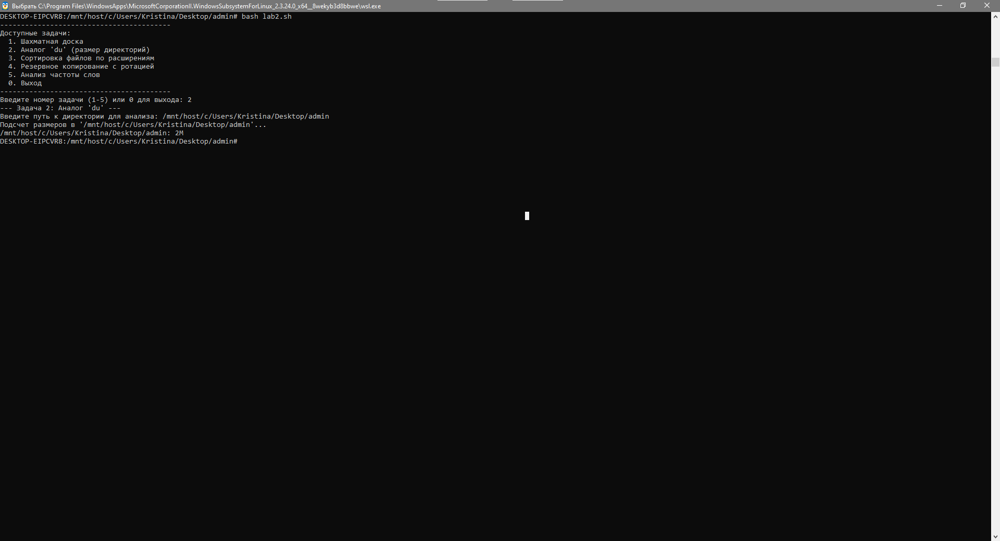 Выбрать C:\Program Files\WindowsApps\MicrosoftCorporationII.WindowsSubsystemForLinux_2.3.24.0_x64__8wekyb3d8bbwe\wsl.exe
DESKTOP-EIPCVR8:/mnt/host/c/Users/Kristina/Desktop/admin# bash lab2.sh
-----------------------------------------
Доступные задачи:
  1. Шахматная доска
  2. Аналог 'du' (размер директорий)
  3. Сортировка файлов по расширениям
  4. Резервное копирование с ротацией
  5. Анализ частоты слов
  0. Выход
-----------------------------------------
Введите номер задачи (1-5) или 0 для выхода: 2
--- Задача 2: Аналог 'du' ---
Введите путь к директории для анализа: /mnt/host/c/Users/Kristina/Desktop/admin
Подсчет размеров в '/mnt/host/c/Users/Kristina/Desktop/admin'...
/mnt/host/c/Users/Kristina/Desktop/admin: 2M
DESKTOP-EIPCVR8:/mnt/host/c/Users/Kristina/Desktop/admin#